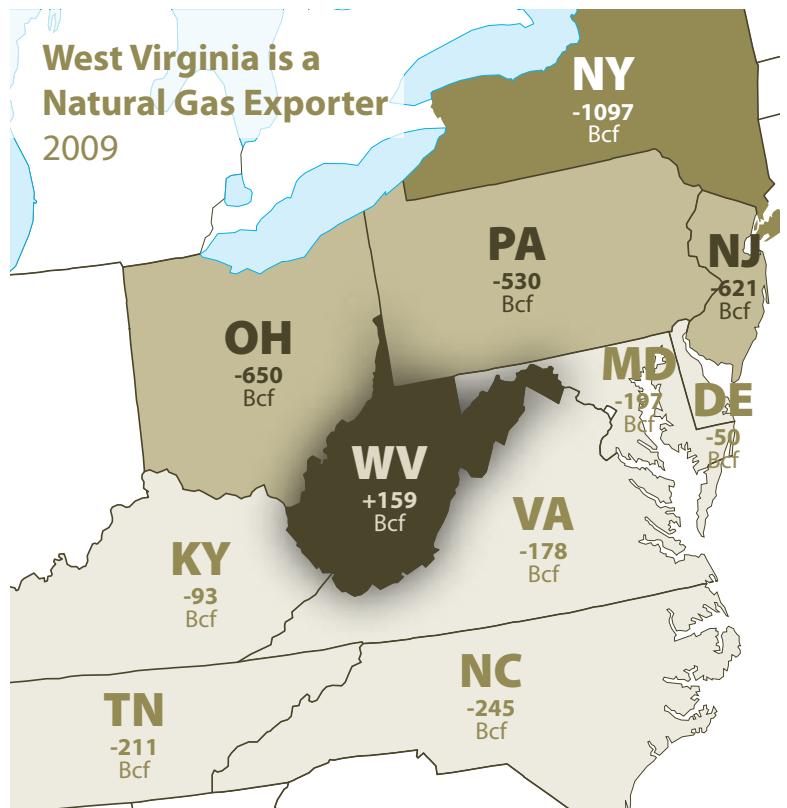 West Virginia is a
Natural Gas Exporter
2009
NY
-1097
Bcf
PA
-530
Bcf
NJ
-621
Bcf
OH
-650
Bcf
MD
-197
Bcf
DE
-50
Bcf
WV
+159
Bcf
VA
-178
Bcf
KY
-93
Bcf
NC
-245
Bcf
TN
-211
Bcf